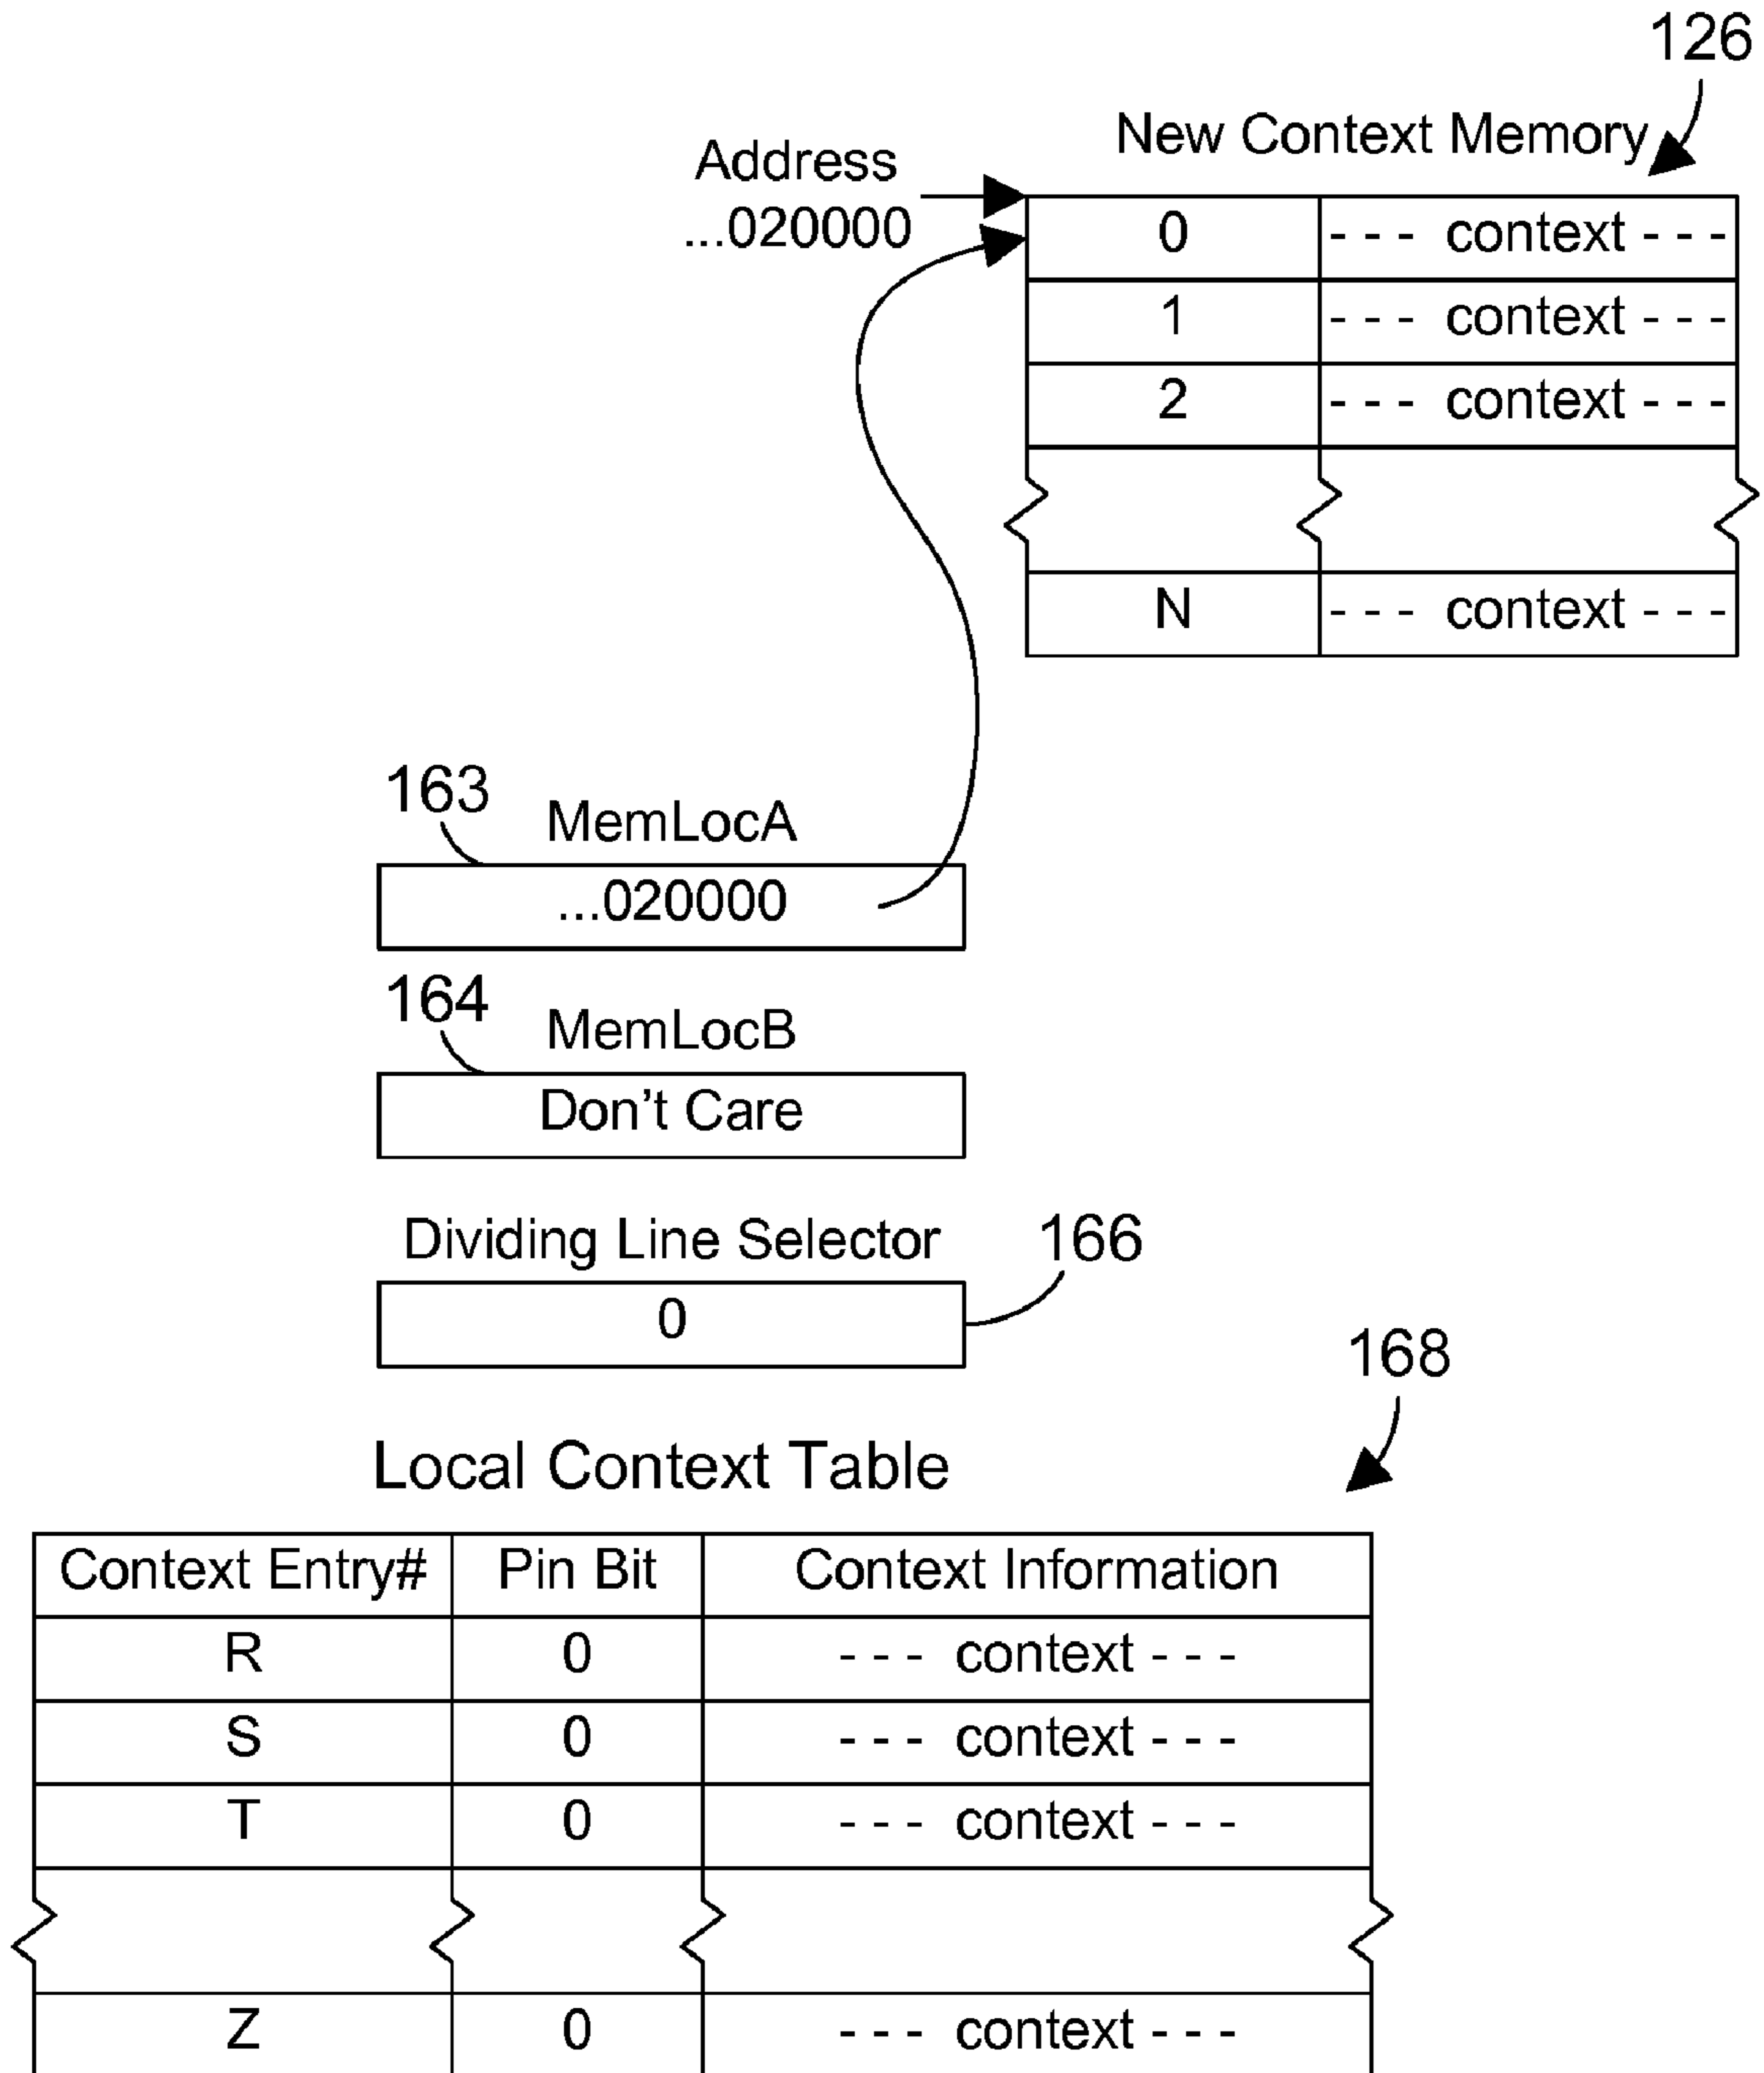 126
New Context Memory
Address
...020000
0 - - - context - - -
1 - - - context - - -
2 - - - context - - -
N - - - context - - -
163
MemLocA
...020000
164
MemLocB
Don't Care
Dividing Line Selector
166
0
168
Local Context Table
Context Entry# Pin Bit Context Information
R 0 - - - context - - -
S 0 - - - context - - -
T 0 - - - context - - -
Z 0 - - - context - - -